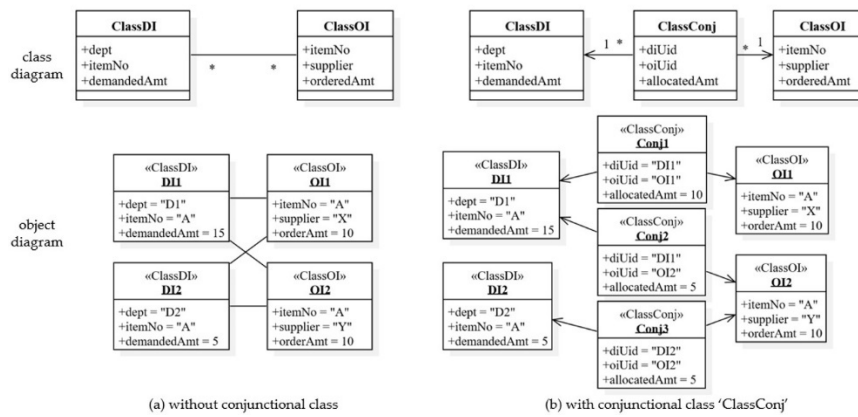 class
diagram
ClassDI
+dept
+itemNo
+demandedAmt
*
*
ClassOI
+itemNo
+supplier
+orderedAmt
ClassDI
+dept
+itemNo
+demandedAmt
1 *
ClassConj
+diUid
+oiUid
+allocatedAmt
* 1
ClassOI
+itemNo
+supplier
+orderedAmt
object
diagram
«ClassDI»
DI1
+dept = "D1"
+itemNo = "A"
+demandedAmt = 15
«ClassOI»
OI1
+itemNo = "A"
+supplier = "X"
+orderAmt = 10
«ClassDI»
DI2
+dept = "D2"
+itemNo = "A"
+demandedAmt = 5
«ClassOI»
OI2
+itemNo = "A"
+supplier = "Y"
+orderAmt = 10
«ClassDI»
DI1
+dept = "D1"
+itemNo = "A"
+demandedAmt = 15
«ClassDI»
DI2
+dept = "D2"
+itemNo = "A"
+demandedAmt = 5
«ClassConj»
Conj1
+diUid = "DI1"
+oiUid = "OI1"
+allocatedAmt = 10
«ClassConj»
Conj2
+diUid = "DI1"
+oiUid = "OI2"
+allocatedAmt = 5
«ClassConj»
Conj3
+diUid = "DI2"
+oiUid = "OI2"
+allocatedAmt = 5
«ClassOI»
OI1
+itemNo = "A"
+supplier = "X"
+orderAmt = 10
«ClassOI»
OI2
+itemNo = "A"
+supplier = "Y"
+orderAmt = 10
(a) without conjunctional class
(b) with conjunctional class 'ClassConj'